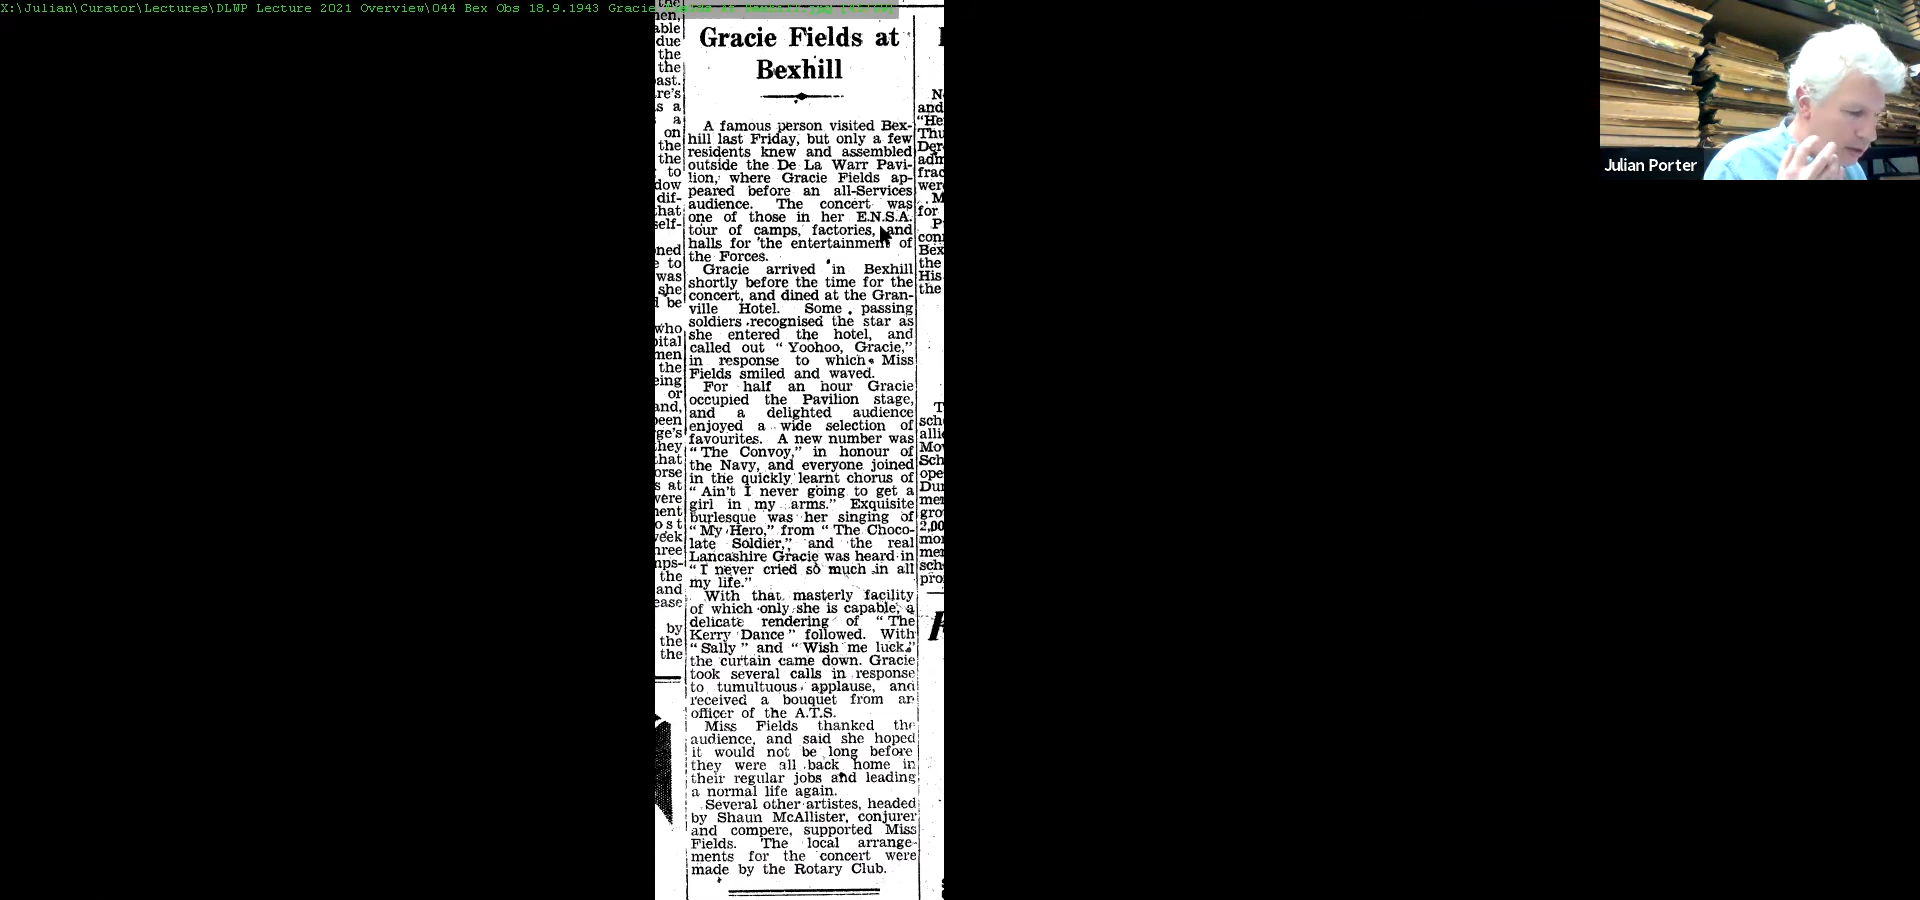 X:\Julian\Curator\Lectures\DLWP Lecture 2021 Overview\044 Bex Obs 18.9.1943 Gracie
Gracie Fields at
Bexhill
A famous person visited Bex-
hill last Friday, but only a few
residents knew and assembled
outside the De La Warr Pavi-
lion, where Gracie Fields ap-
peared before an all-Services
audience. The concert was
one of those in her E.N.S.A.
tour of camps, factories, and
halls for the entertainment of
the Forces.
Gracie arrived in Bexhill
shortly before the time for the
concert, and dined at the Gran-
ville Hotel. Some passing
soldiers recognised the star as
she entered the hotel, and
called out "Yoohoo, Gracie,"
in response to which Miss
Fields smiled and waved.
For half an hour Gracie
occupied the Pavilion stage,
and a delighted audience
enjoyed a wide selection of
favourites. A new number was
"The Convoy," in honour of
the Navy, and everyone joined
in the quickly learnt chorus of
"Ain't I never going to get a
girl in my arms." Exquisite
burlesque was her singing of
"My Hero," from "The Choco-
late Soldier," and the real
Lancashire Gracie was heard in
"I never cried so much in all
my life."
With that masterly facility
of which only she is capable, a
delicate rendering of "The
Kerry Dance" followed. With
"Sally" and "Wish me luck,"
the curtain came down. Gracie
took several calls in response
to tumultuous applause, and
received a bouquet from an
officer of the A.T.S.
Miss Fields thanked the
audience, and said she hoped
it would not be long before
they were all back home in
their regular jobs and leading
a normal life again.
Several other artistes, headed
by Shaun McAllister, conjurer
and compere, supported Miss
Fields. The local arrange-
ments for the concert were
made by the Rotary Club.
Julian Porter